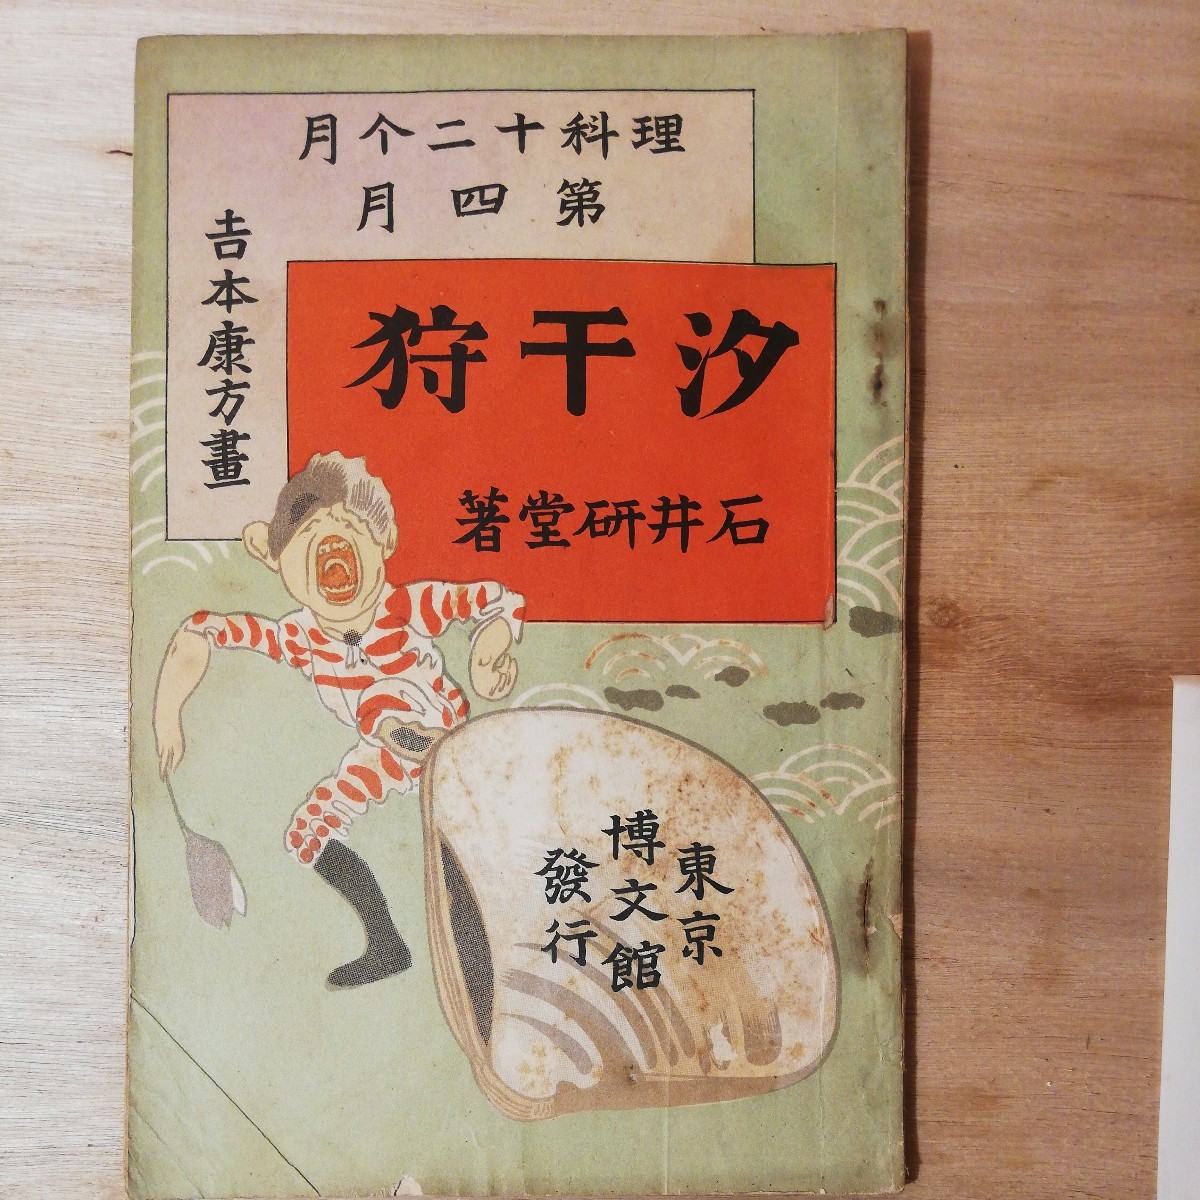 理科十二个月
第四月
汐干狩
石井研堂著
吉本康方畫
東京
博文館
發行